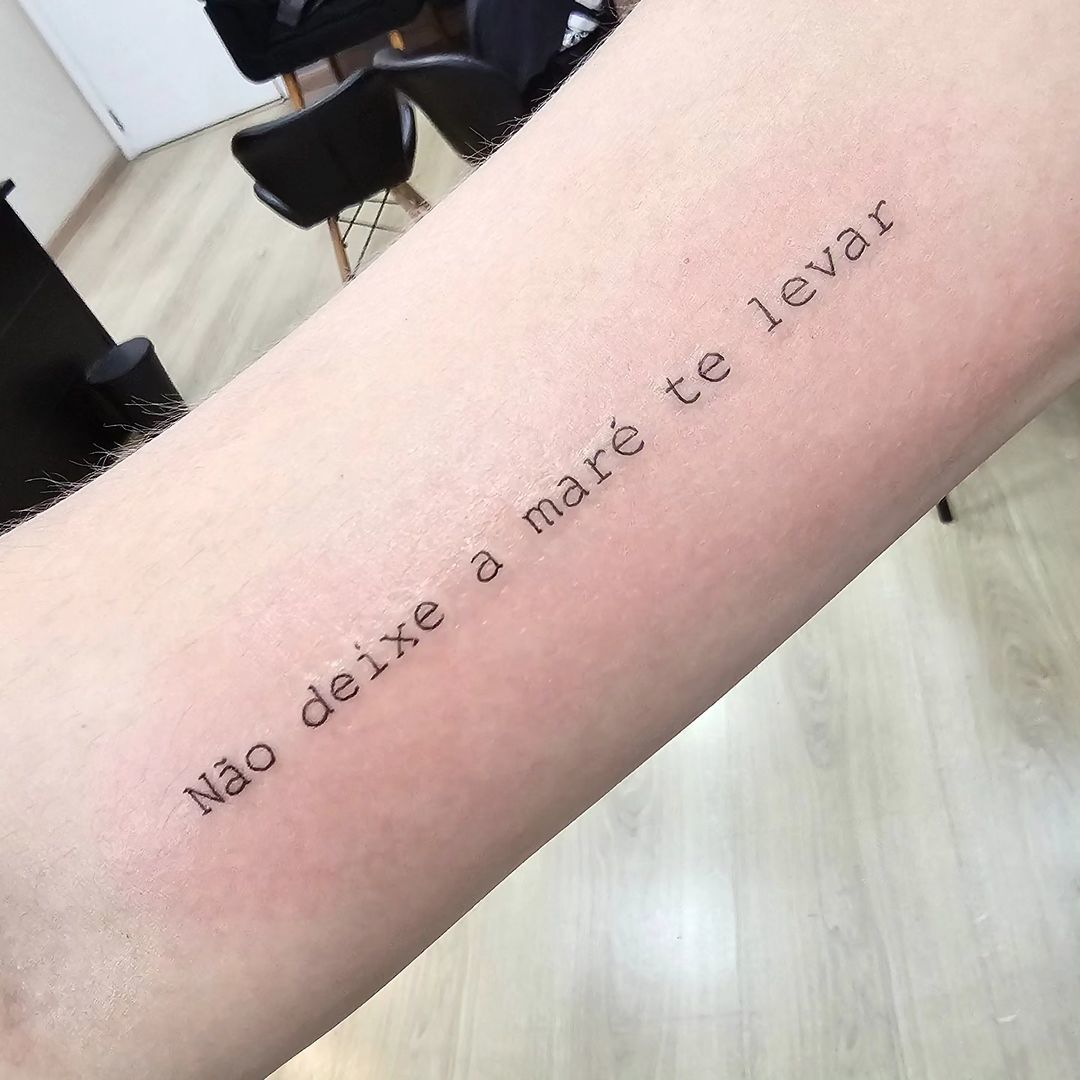 Não deixe a maré te levar